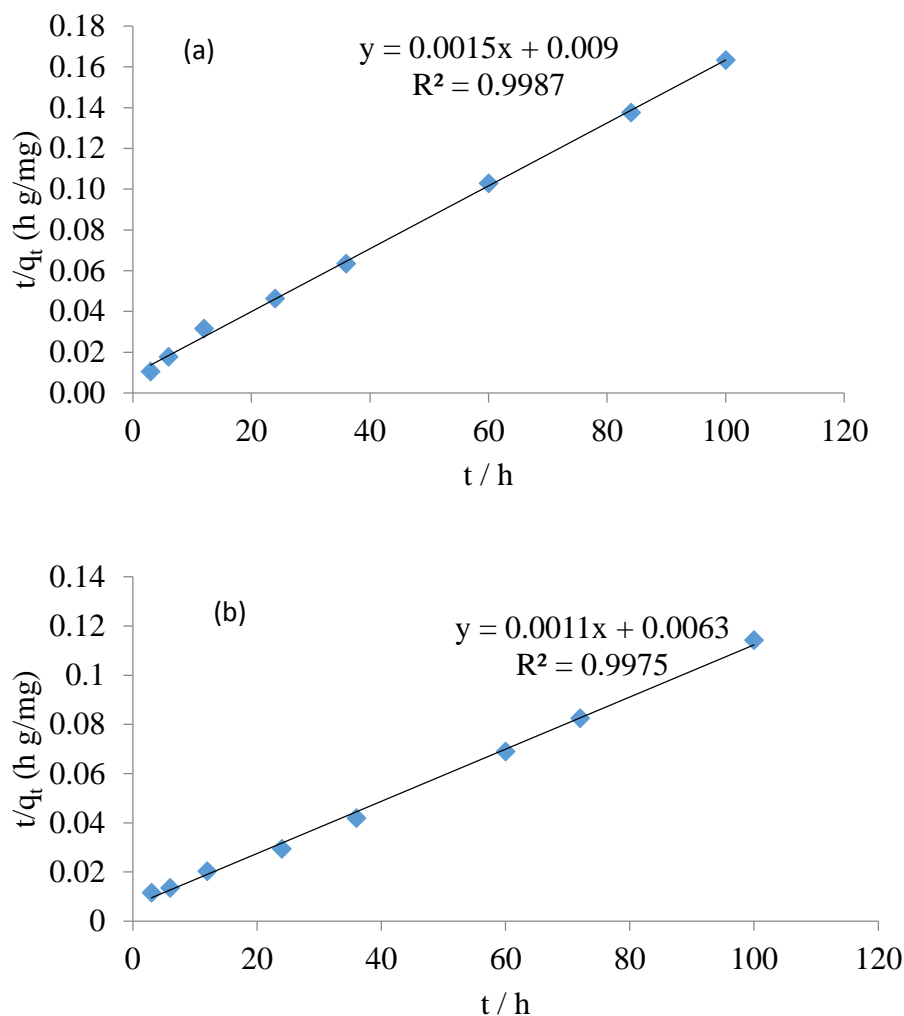 (a)
y = 0.0015x + 0.009
R² = 0.9987
0.18
0.16
0.14
0.12
0.10
0.08
0.06
0.04
0.02
0.00
t/qt (h g/mg)
0 20 40 60 80 100 120
t / h
(b)
y = 0.0011x + 0.0063
R² = 0.9975
0.14
0.12
0.1
0.08
0.06
0.04
0.02
0
t/qt (h g/mg)
0 20 40 60 80 100 120
t / h